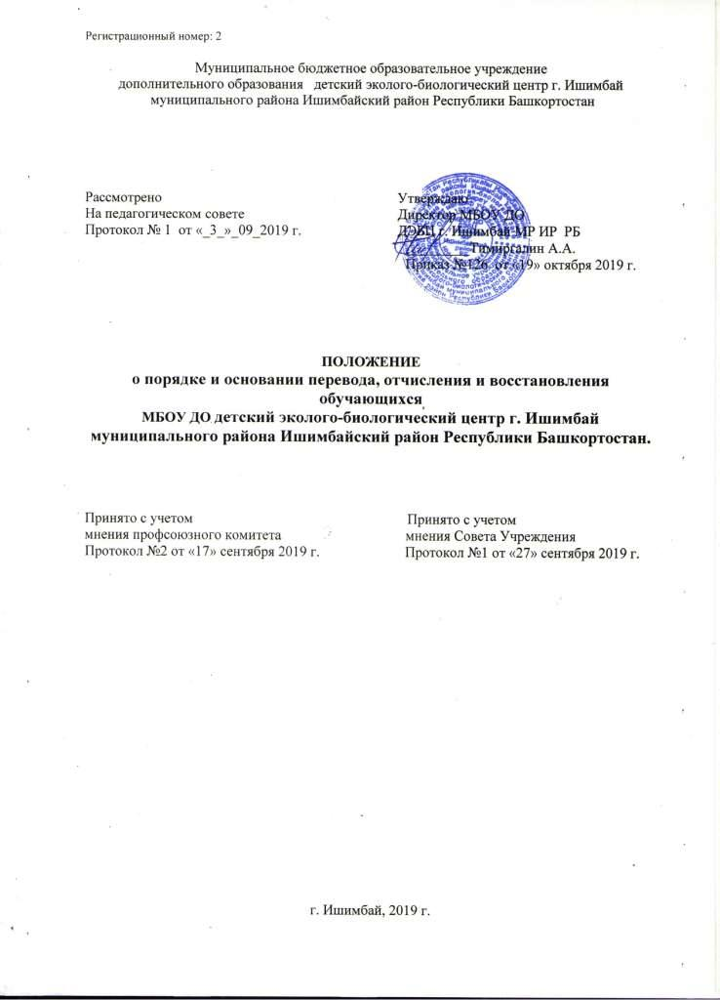 Регистрационный номер: 2
Муниципальное бюджетное образовательное учреждение
дополнительного образования детский эколого-биологический центр г. Ишимбай
муниципального района Ишимбайский район Республики Башкортостан
Рассмотрено
На педагогическом совете
Протокол № 1 от «_3_»_09_2019 г.
Утверждаю
Директор МБОУ ДО
ДЭБЦ г. Ишимбай МР ИР РБ
Тимиргалин А.А.
Приказ №126 от «19» октября 2019 г.
ПОЛОЖЕНИЕ
о порядке и основании перевода, отчисления и восстановления
обучающихся
МБОУ ДО детский эколого-биологический центр г. Ишимбай
муниципального района Ишимбайский район Республики Башкортостан.
Принято с учетом
мнения профсоюзного комитета
Протокол №2 от «17» сентября 2019 г.
Принято с учетом
мнения Совета Учреждения
Протокол №1 от «27» сентября 2019 г.
г. Ишимбай, 2019 г.